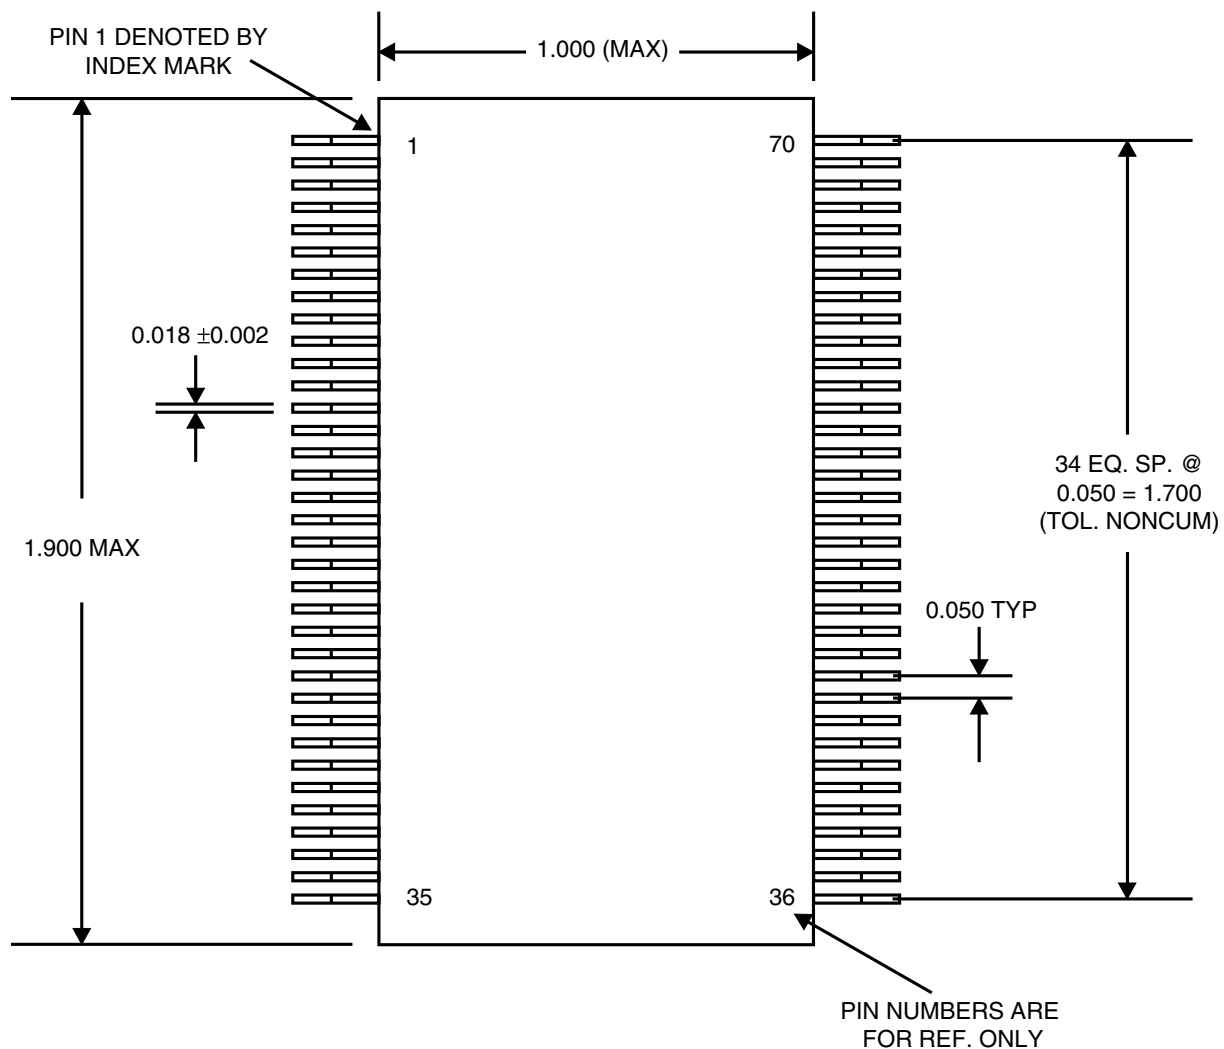 PIN 1 DENOTED BY
INDEX MARK
1.000 (MAX)
1
70
0.018 ±0.002
34 EQ. SP. @
0.050 = 1.700
(TOL. NONCUM)
1.900 MAX
0.050 TYP
35
36
PIN NUMBERS ARE
FOR REF. ONLY